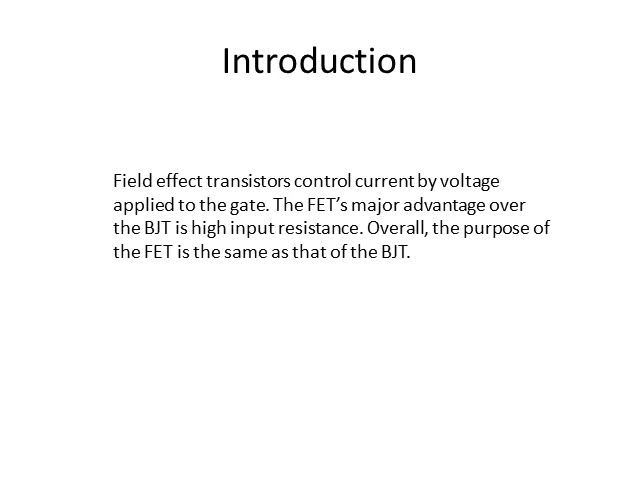 Introduction
Field effect transistors control current by voltage
applied to the gate. The FET’s major advantage over
the BJT is high input resistance. Overall, the purpose of
the FET is the same as that of the BJT.